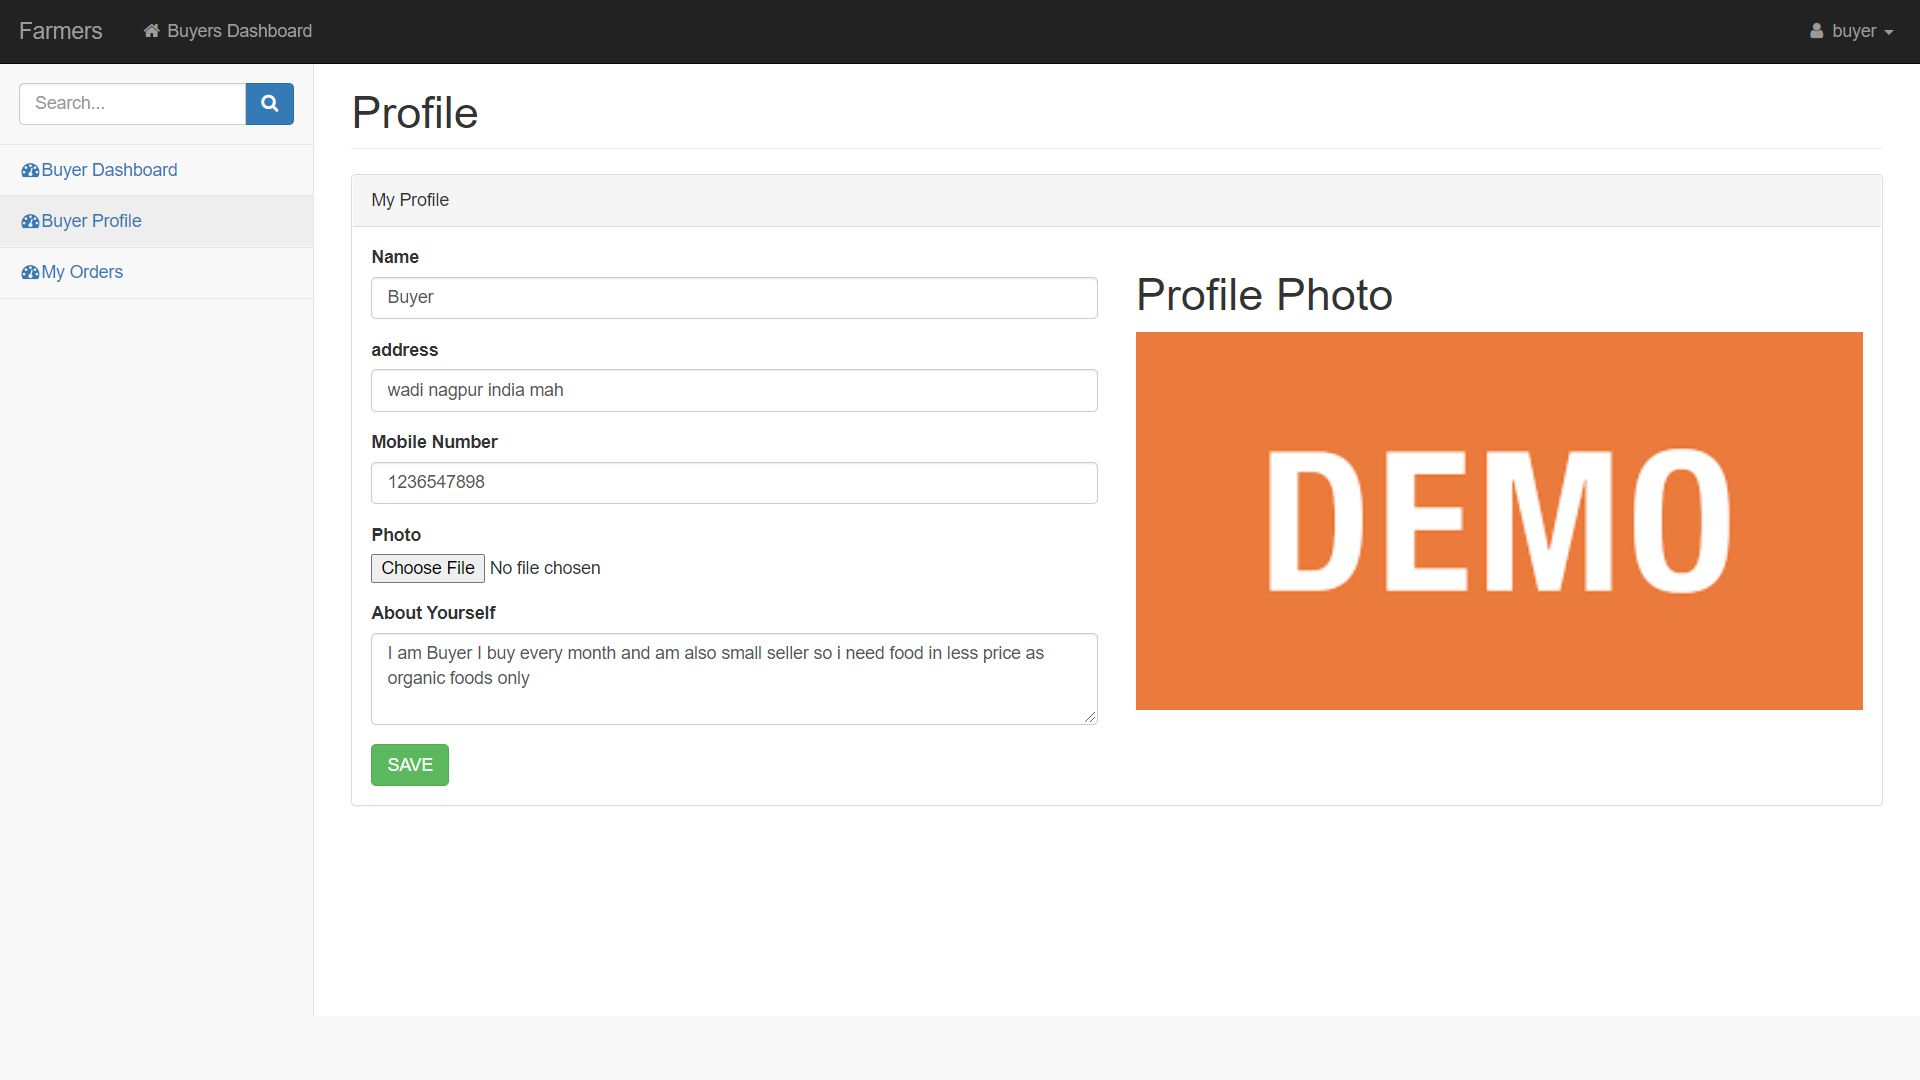 Farmers
Buyers Dashboard
buyer
Search...
Buyer Dashboard
Buyer Profile
My Orders
Profile
My Profile
Name
Buyer
address
wadi nagpur india mah
Mobile Number
1236547898
Photo
Choose File No file chosen
About Yourself
I am Buyer I buy every month and am also small seller so i need food in less price as
organic foods only
SAVE
Profile Photo
DEMO